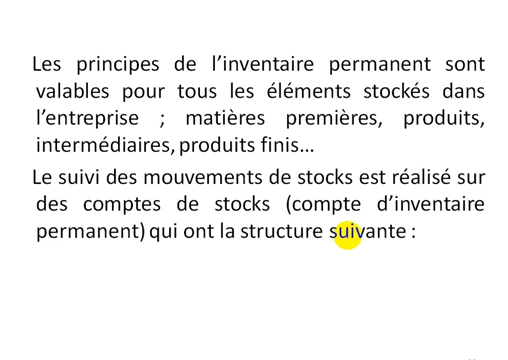 Les principes de l’inventaire permanent sont
valables pour tous les éléments stockés dans
l’entreprise ; matières premières, produits,
intermédiaires, produits finis…
Le suivi des mouvements de stocks est réalisé sur
des comptes de stocks (compte d’inventaire
permanent) qui ont la structure suivante :